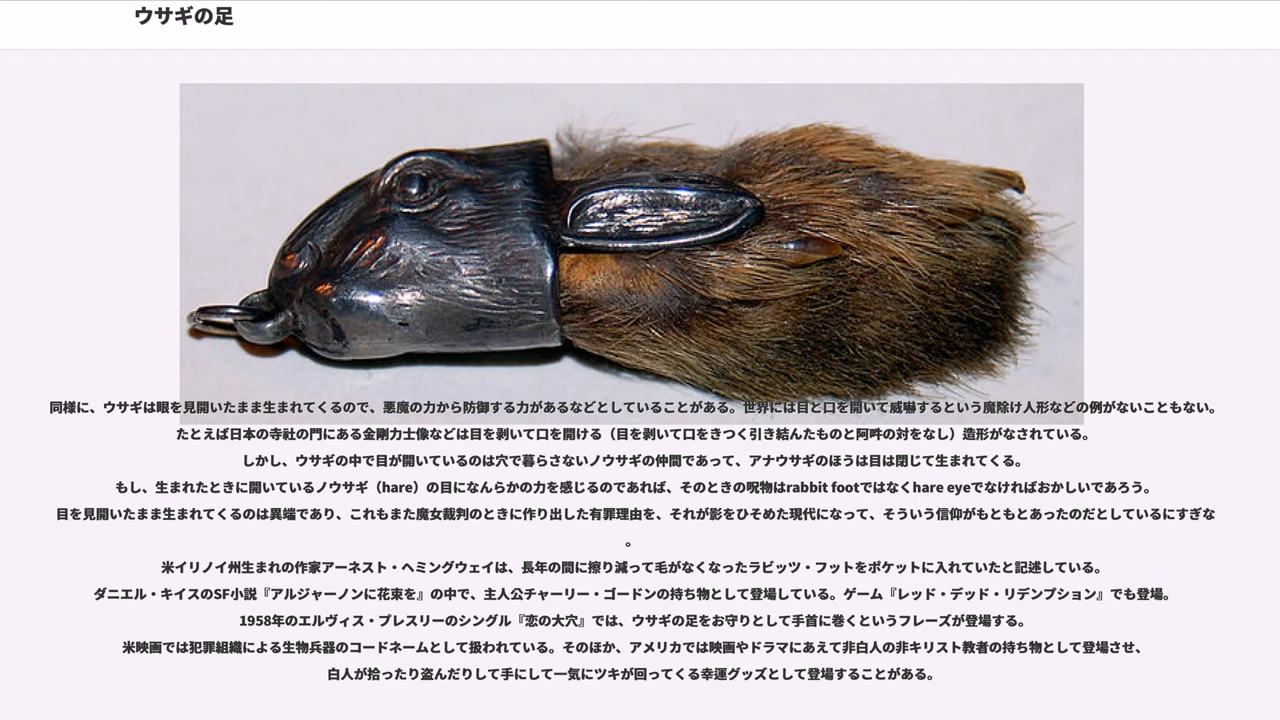 ウサギの足
同様に、ウサギは眼を見開いたまま生まれてくるので、悪魔の力から防御する力があるなどとしていることがある。世界には目と口を開いて威嚇するという魔除け人形などの例がないこともない。
たとえば日本の寺社の門にある金剛力士像などは目を剥いて口を開ける（目を剥いて口をきつく引き結んだものと阿吽の対をなし）造形がなされている。
しかし、ウサギの中で目が開いているのは穴で暮らさないノウサギの仲間であって、アナウサギのほうは目は閉じて生まれてくる。
もし、生まれたときに開いているノウサギ（hare）の目になんらかの力を感じるのであれば、そのときの呪物はrabbit footではなくhare eyeでなければおかしいであろう。
目を見開いたまま生まれてくるのは異端であり、これもまた魔女裁判のときに作り出した有罪理由を、それが影をひそめた現代になって、そういう信仰がもともとあったのだとしているにすぎな
。
米イリノイ州生まれの作家アーネスト・ヘミングウェイは、長年の間に擦り減って毛がなくなったラビッツ・フットをポケットに入れていたと記述している。
ダニエル・キイスのSF小説『アルジャーノンに花束を』の中で、主人公チャーリー・ゴードンの持ち物として登場している。ゲーム『レッド・デッド・リデンプション』でも登場。
1958年のエルヴィス・プレスリーのシングル『恋の大穴』では、ウサギの足をお守りとして手首に巻くというフレーズが登場する。
米映画では犯罪組織による生物兵器のコードネームとして扱われている。そのほか、アメリカでは映画やドラマにあえて非白人の非キリスト教者の持ち物として登場させ、
白人が拾ったり盗んだりして手にして一気にツキが回ってくる幸運グッズとして登場することがある。